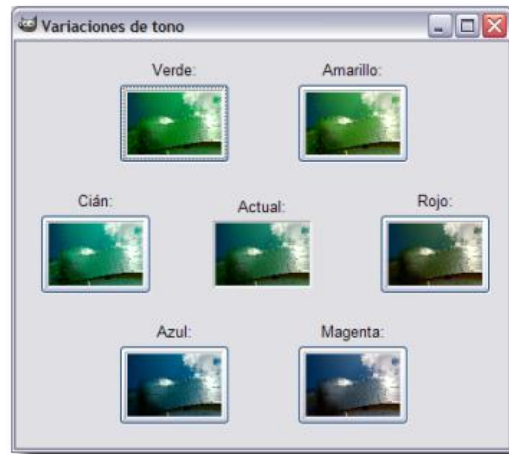 Variaciones de tono
Verde: Amarillo:
Cián: Actual: Rojo:
Azul: Magenta: